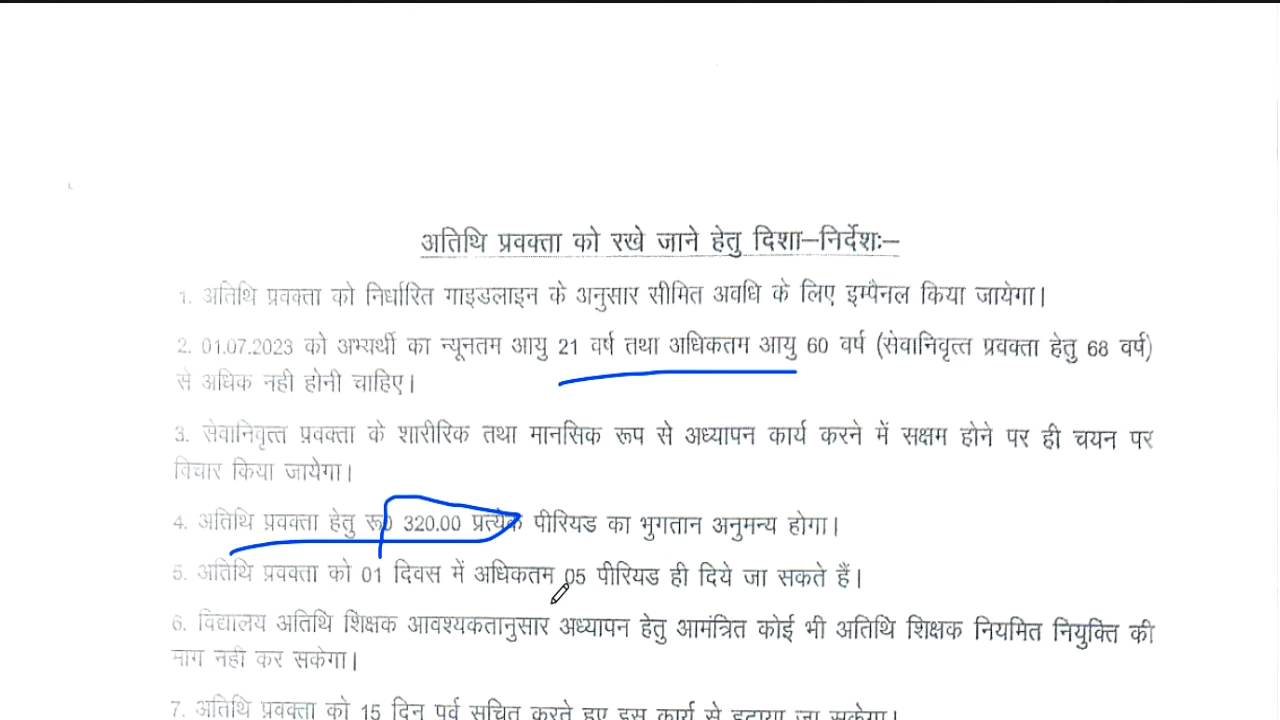 अतिथि प्रवक्ता को रखे जाने हेतु दिशा–निर्देशः–
1. अतिथि प्रवक्ता को निर्धारित गाइडलाइन के अनुसार सीमित अवधि के लिए इम्पैनल किया जायेगा।
2. 01.07.2023 को अभ्यर्थी का न्यूनतम आयु 21 वर्ष तथा अधिकतम आयु 60 वर्ष (सेवानिवृत्त प्रवक्ता हेतु 68 वर्ष)
से अधिक नही होनी चाहिए।
3. सेवानिवृत्त प्रवक्ता के शारीरिक तथा मानसिक रूप से अध्यापन कार्य करने में सक्षम होने पर ही चयन पर
विचार किया जायेगा।
4. अतिथि प्रवक्ता हेतु रू0 320.00 प्रत्येक पीरियड का भुगतान अनुमन्य होगा।
5. अतिथि प्रवक्ता को 01 दिवस में अधिकतम 05 पीरियड ही दिये जा सकते हैं।
6. विद्यालय अतिथि शिक्षक आवश्यकतानुसार अध्यापन हेतु आमंत्रित कोई भी अतिथि शिक्षक नियमित नियुक्ति की
माग नही कर सकेगा।
7. अतिथि प्रवक्ता को 15 दिन पूर्व सूचित करते हुए इस कार्य से हटाया जा सकेगा।